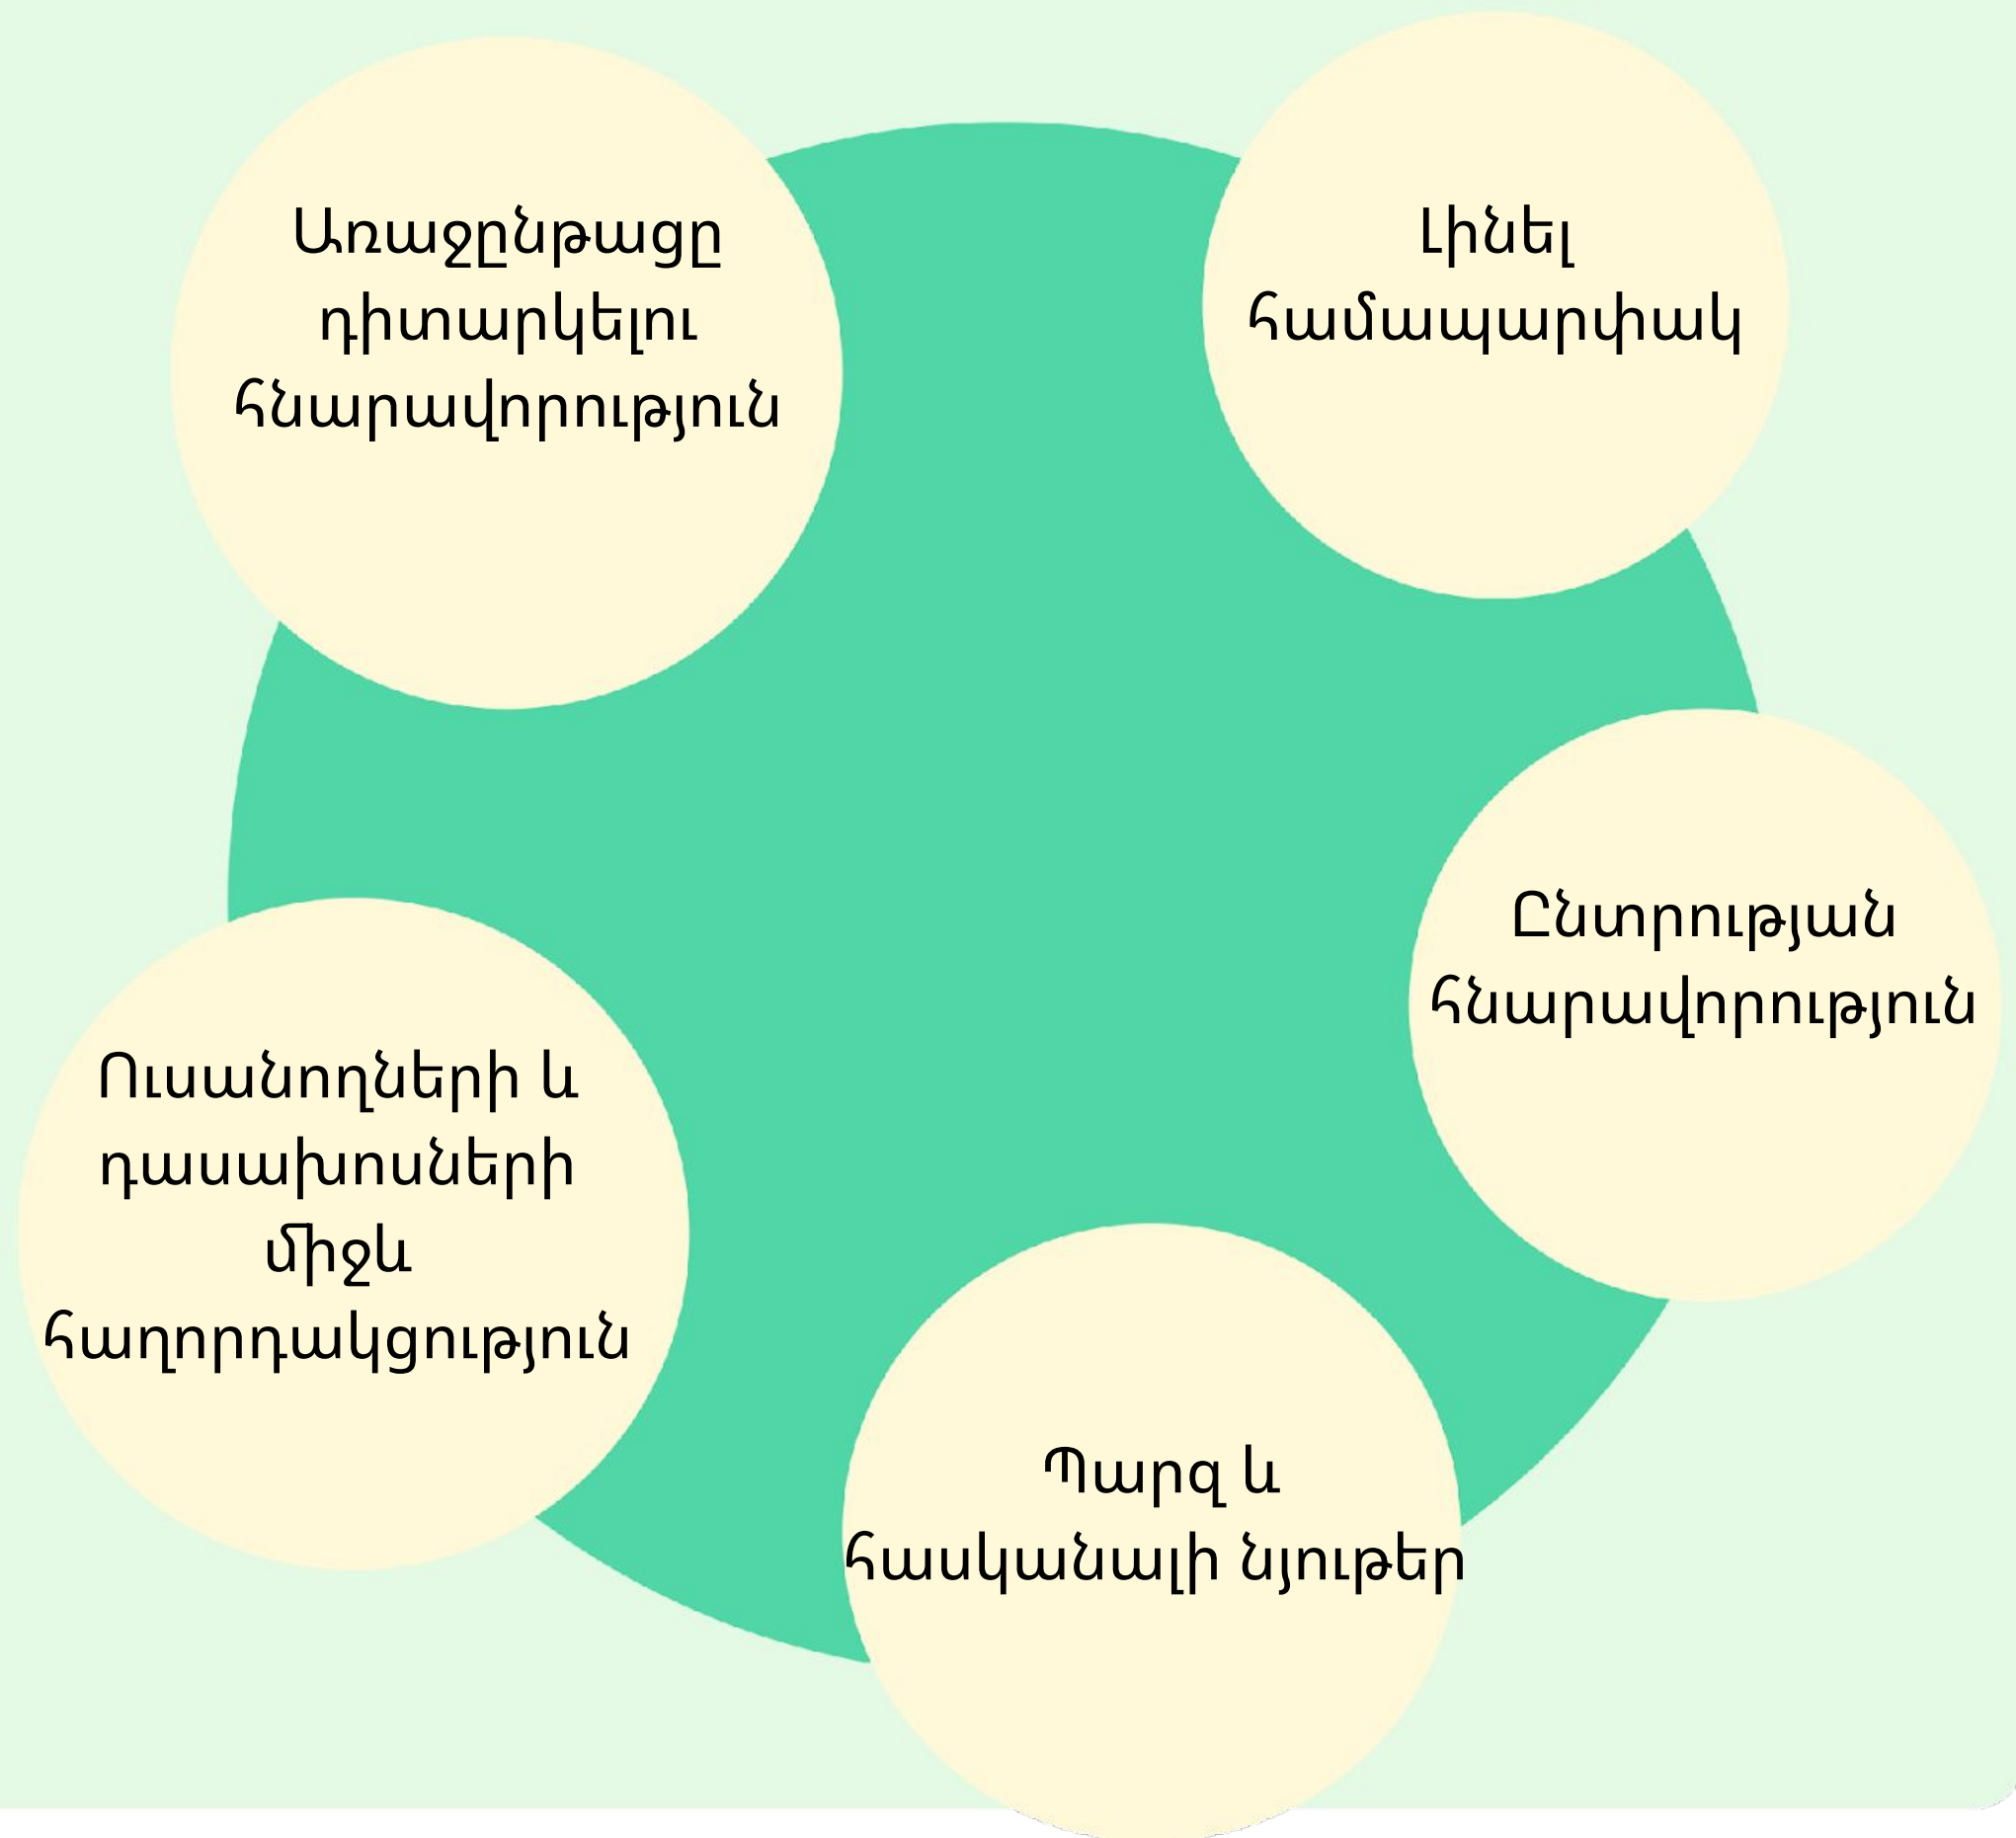 Առաջընթացը
դիտարկելու
հնարավորություն
Լինել
համապարփակ
Ընտրության
հնարավորություն
Ուսանողների և
դասախոսների
միջև
հաղորդակցություն
Պարզ և
հասկանալի նյութեր